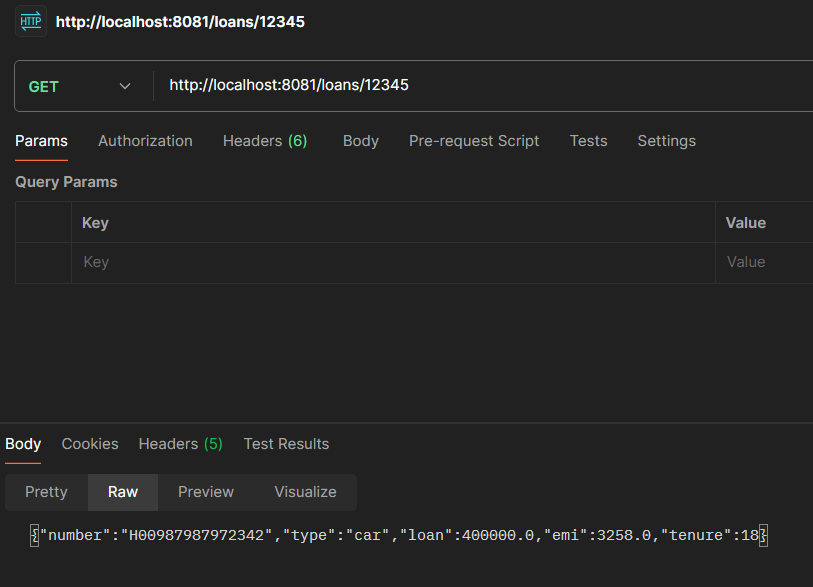 HTTP http://localhost:8081/loans/12345
GET http://localhost:8081/loans/12345
Params Authorization Headers (6) Body Pre-request Script Tests Settings
Query Params
Key Value
Key Value
Body Cookies Headers (5) Test Results
Pretty Raw Preview Visualize
{"number":"H00987987972342","type":"car","loan":400000.0,"emi":3258.0,"tenure":18}